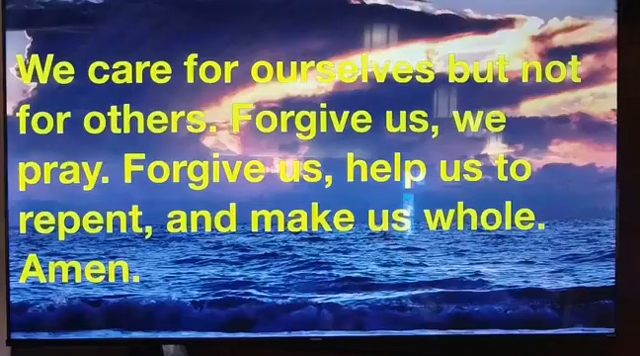 We care for ourselves but not
for others. Forgive us, we
pray. Forgive us, help us to
repent, and make us whole.
Amen.